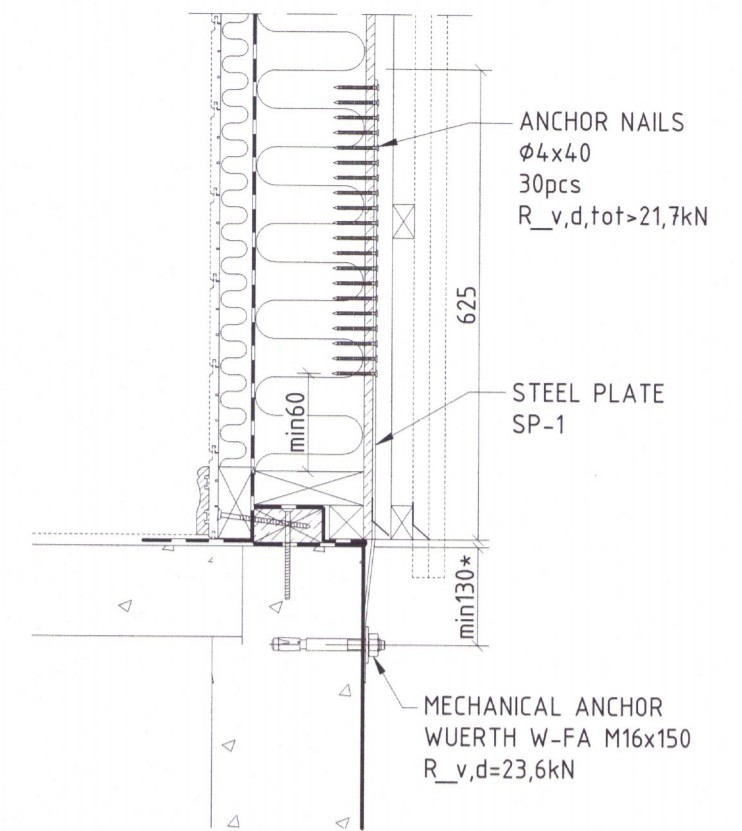 ANCHOR NAILS
Φ4x40
30pcs
R_v,d,tot>21,7kN
625
STEEL PLATE
SP-1
min60
min130*
MECHANICAL ANCHOR
WUERTH W-FA M16x150
R_v,d=23,6kN